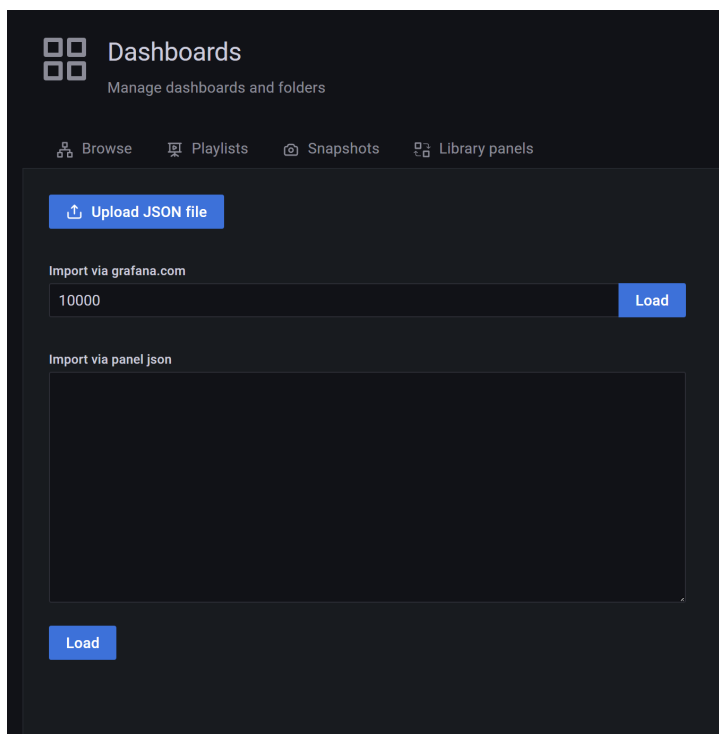 Dashboards
Manage dashboards and folders
Browse Playlists Snapshots Library panels
Upload JSON file
Import via grafana.com
10000 Load
Import via panel json
Load